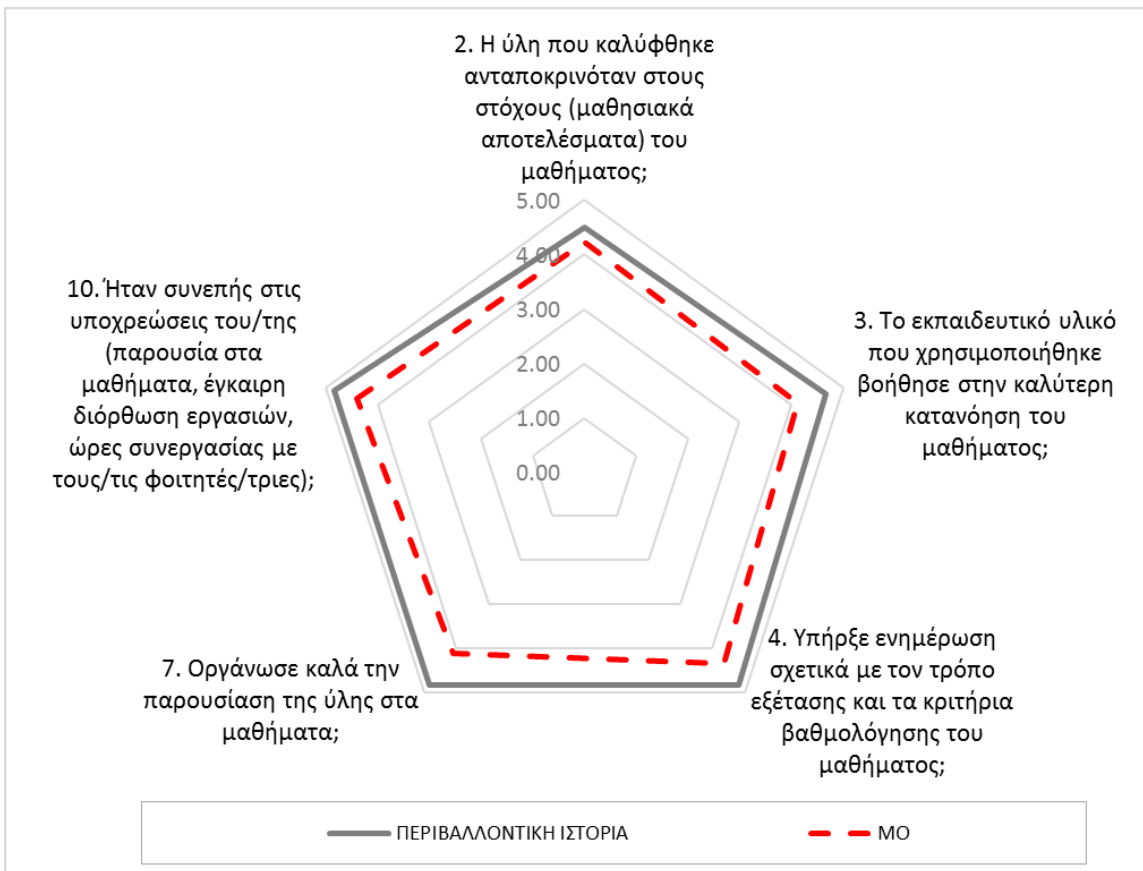 2. Η ύλη που καλύφθηκε
ανταποκρινόταν στους
στόχους (μαθησιακά
αποτελέσματα) του
μαθήματος;
5.00
4.00
3.00
2.00
1.00
0.00
3. Το εκπαιδευτικό υλικό
που χρησιμοποιήθηκε
βοήθησε στην καλύτερη
κατανόηση του
μαθήματος;
4. Υπήρξε ενημέρωση
σχετικά με τον τρόπο
εξέτασης και τα κριτήρια
βαθμολόγησης του
μαθήματος;
7. Οργάνωσε καλά την
παρουσίαση της ύλης στα
μαθήματα;
10. Ήταν συνεπής στις
υποχρεώσεις του/της
(παρουσία στα
μαθήματα, έγκαιρη
διόρθωση εργασιών,
ώρες συνεργασίας με
τους/τις φοιτητές/τριες);
ΠΕΡΙΒΑΛΛΟΝΤΙΚΗ ΙΣΤΟΡΙΑ
ΜΟ